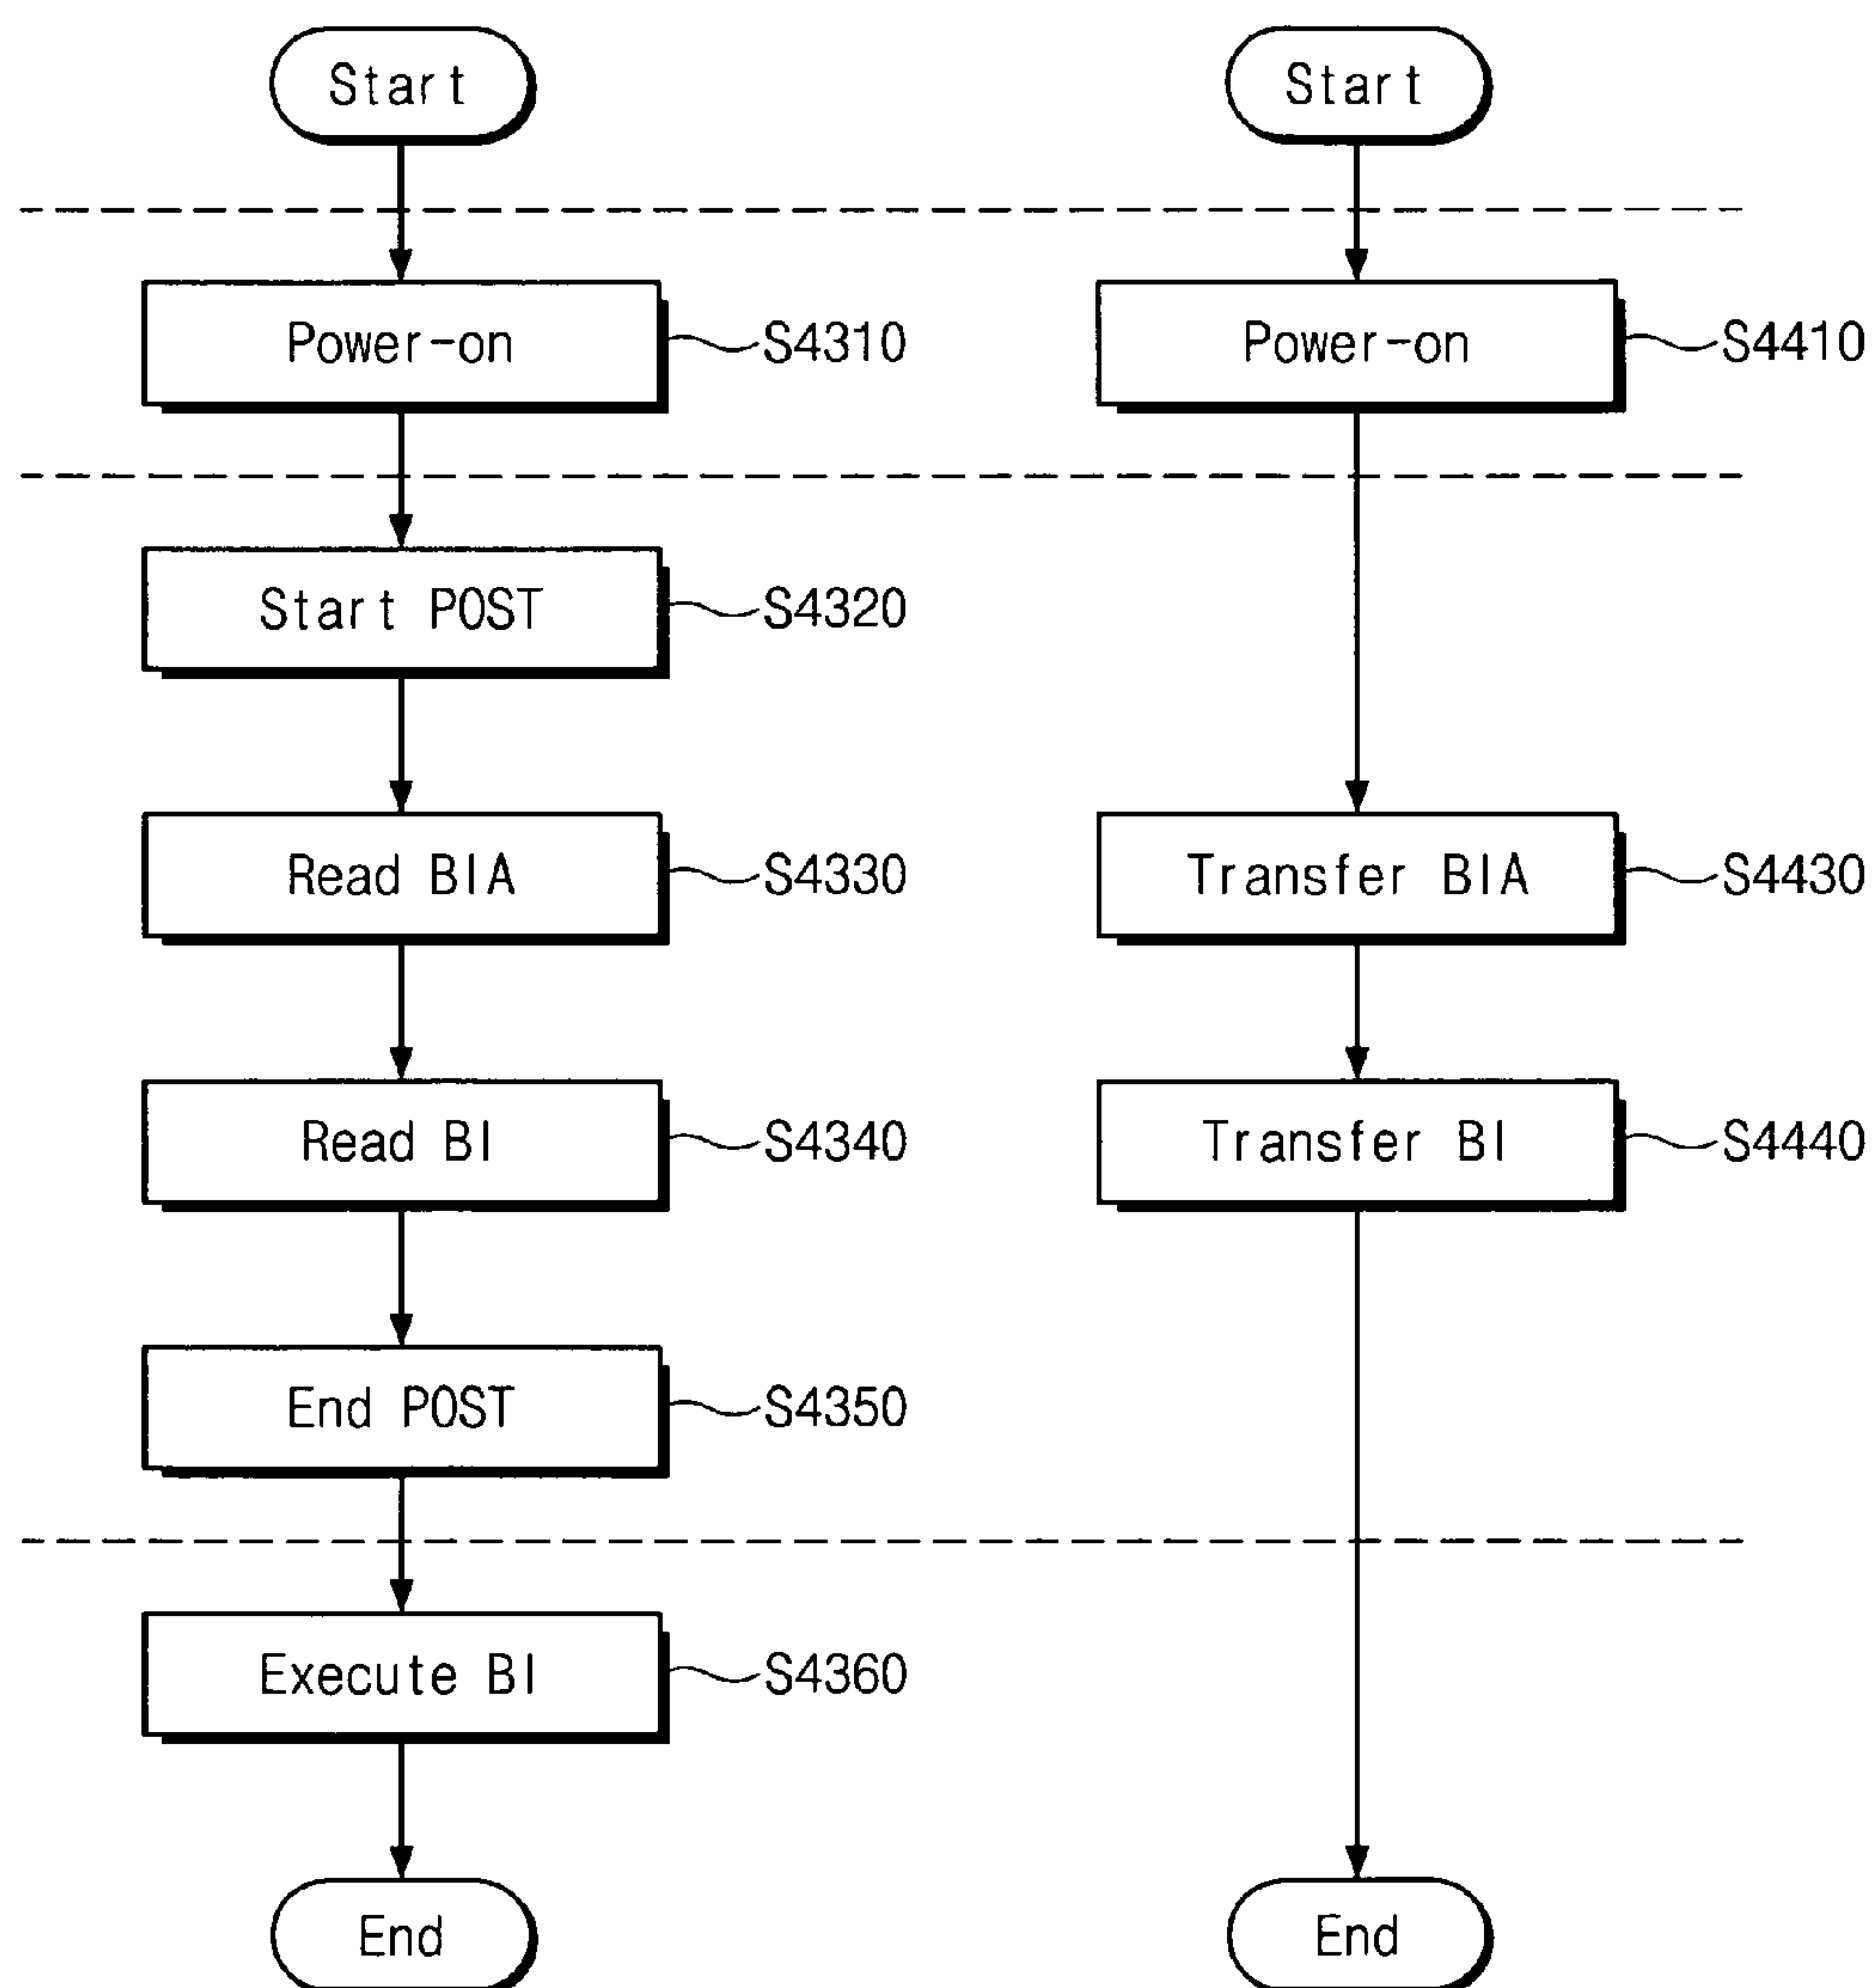 Start
Start
Power-on
S4310
Power-on
S4410
Start POST
S4320
Read BIA
S4330
Transfer BIA
S4430
Read BI
S4340
Transfer BI
S4440
End POST
S4350
Execute BI
S4360
End
End